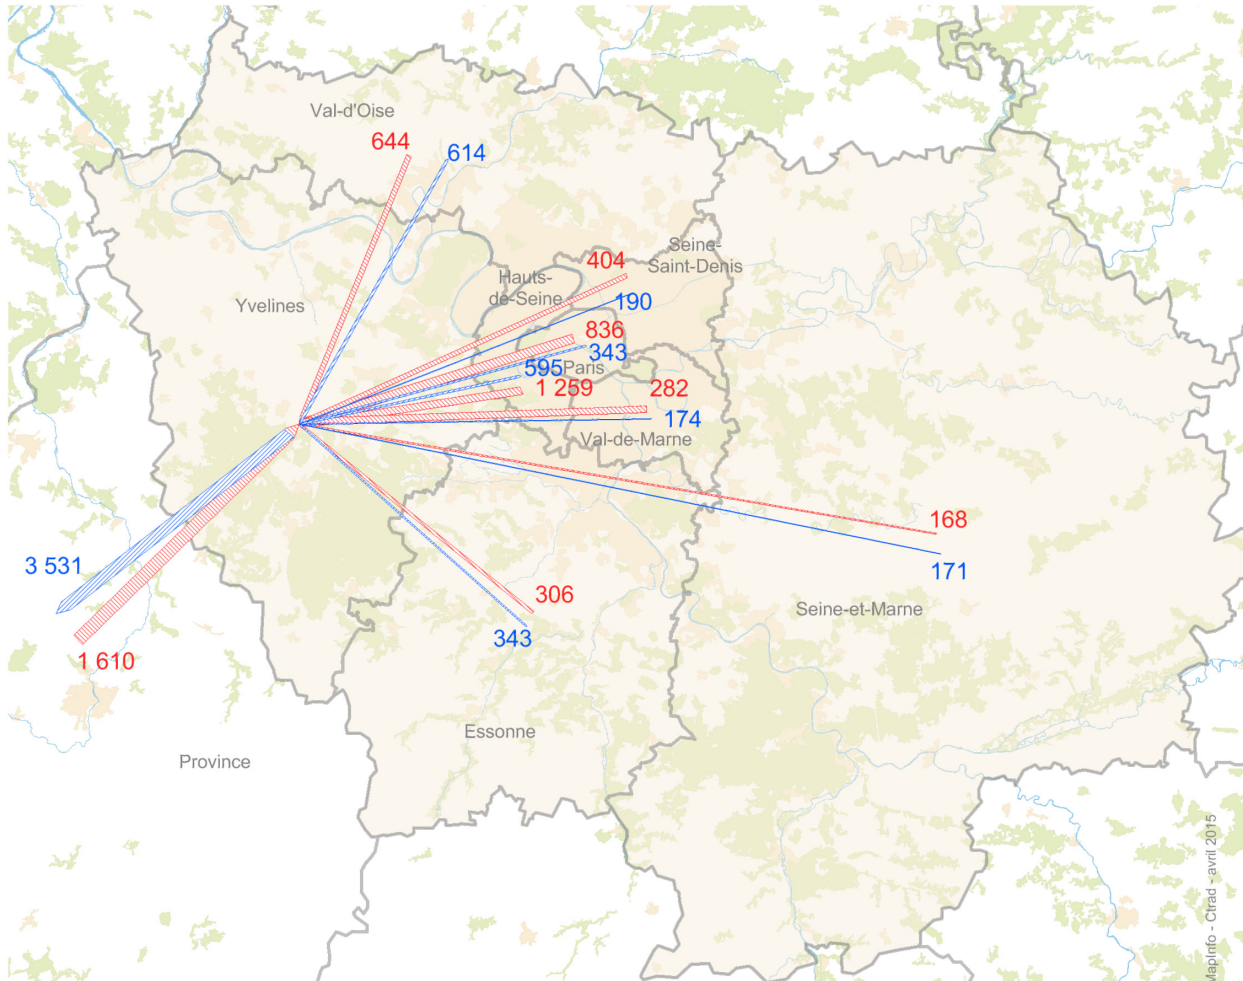 Val-d'Oise
644
614
Seine-
Saint-Denis
404
Hauts-
de-Seine
190
Yvelines
836
343
Paris
595
1 259
282
174
Val-de-Marne
168
171
3 531
306
Seine-et-Marne
343
1 610
Essonne
Province
MapInfo - Ctrad - avril 2015